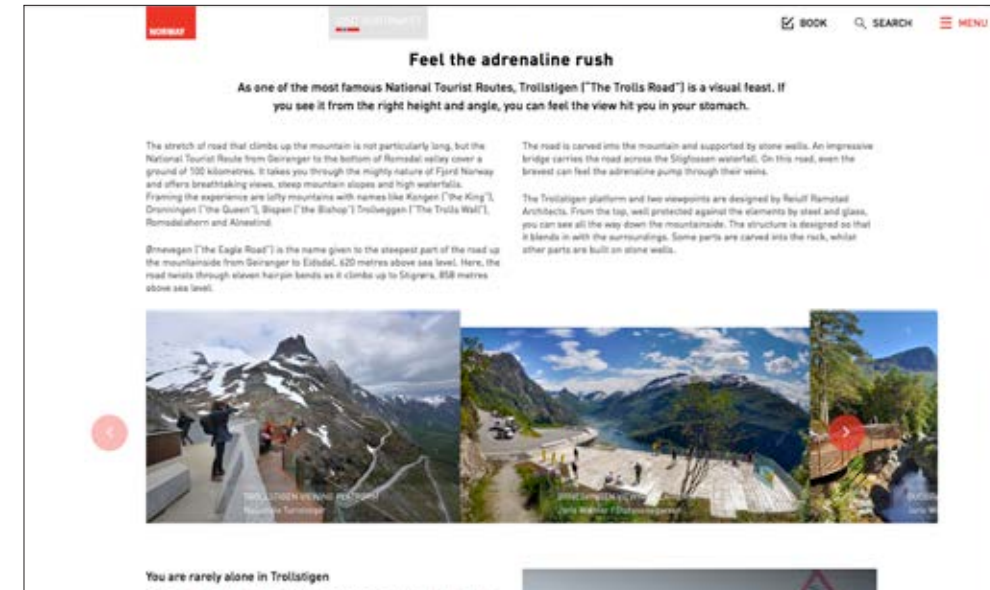 NORWAY
BOOK
SEARCH
MENU
Feel the adrenaline rush
As one of the most famous National Tourist Routes, Trollstigen ("The Trolls Road") is a visual feast. If
you see it from the right height and angle, you can feel the view hit you in your stomach.
The stretch of road that climbs up the mountain is not particularly long, but the
National Tourist Route from Geiranger to the bottom of Romsdal valley cover a
ground of 100 kilometres. It takes you through the mighty nature of Fjord Norway
and offers breathtaking views, steep mountain slopes and high waterfalls.
Framing the experience are lofty mountains with names like Kongen ("the King"),
Dronningen ("the Queen"), Bispen ("the Bishop") Trollveggen ("The Trolls Wall"),
Romsdalshorn and Alnestind.
Ørnevegen ("the Eagle Road") is the name given to the steepest part of the road up
the mountainside from Geiranger to Eidsdal, 620 metres above sea level. Here, the
road twists through eleven hairpin bends as it climbs up to Stigrøra, 858 metres
above sea level.
The road is carved into the mountain and supported by stone walls. An impressive
bridge carries the road across the Stigfossen waterfall. On this road, even the
bravest can feel the adrenaline pump through their veins.
The Trollstigen platform and two viewpoints are designed by Reiulf Ramstad
Architects. From the top, well protected against the elements by steel and glass,
you can see all the way down the mountainside. The structure is designed so that
it blends in with the surroundings. Some parts are carved into the rock, whilst
other parts are built on stone walls.
TROLLSTIGEN VIEWING PLATFORM
Jarle Wæhler / Statens vegvesen
You are rarely alone in Trollstigen